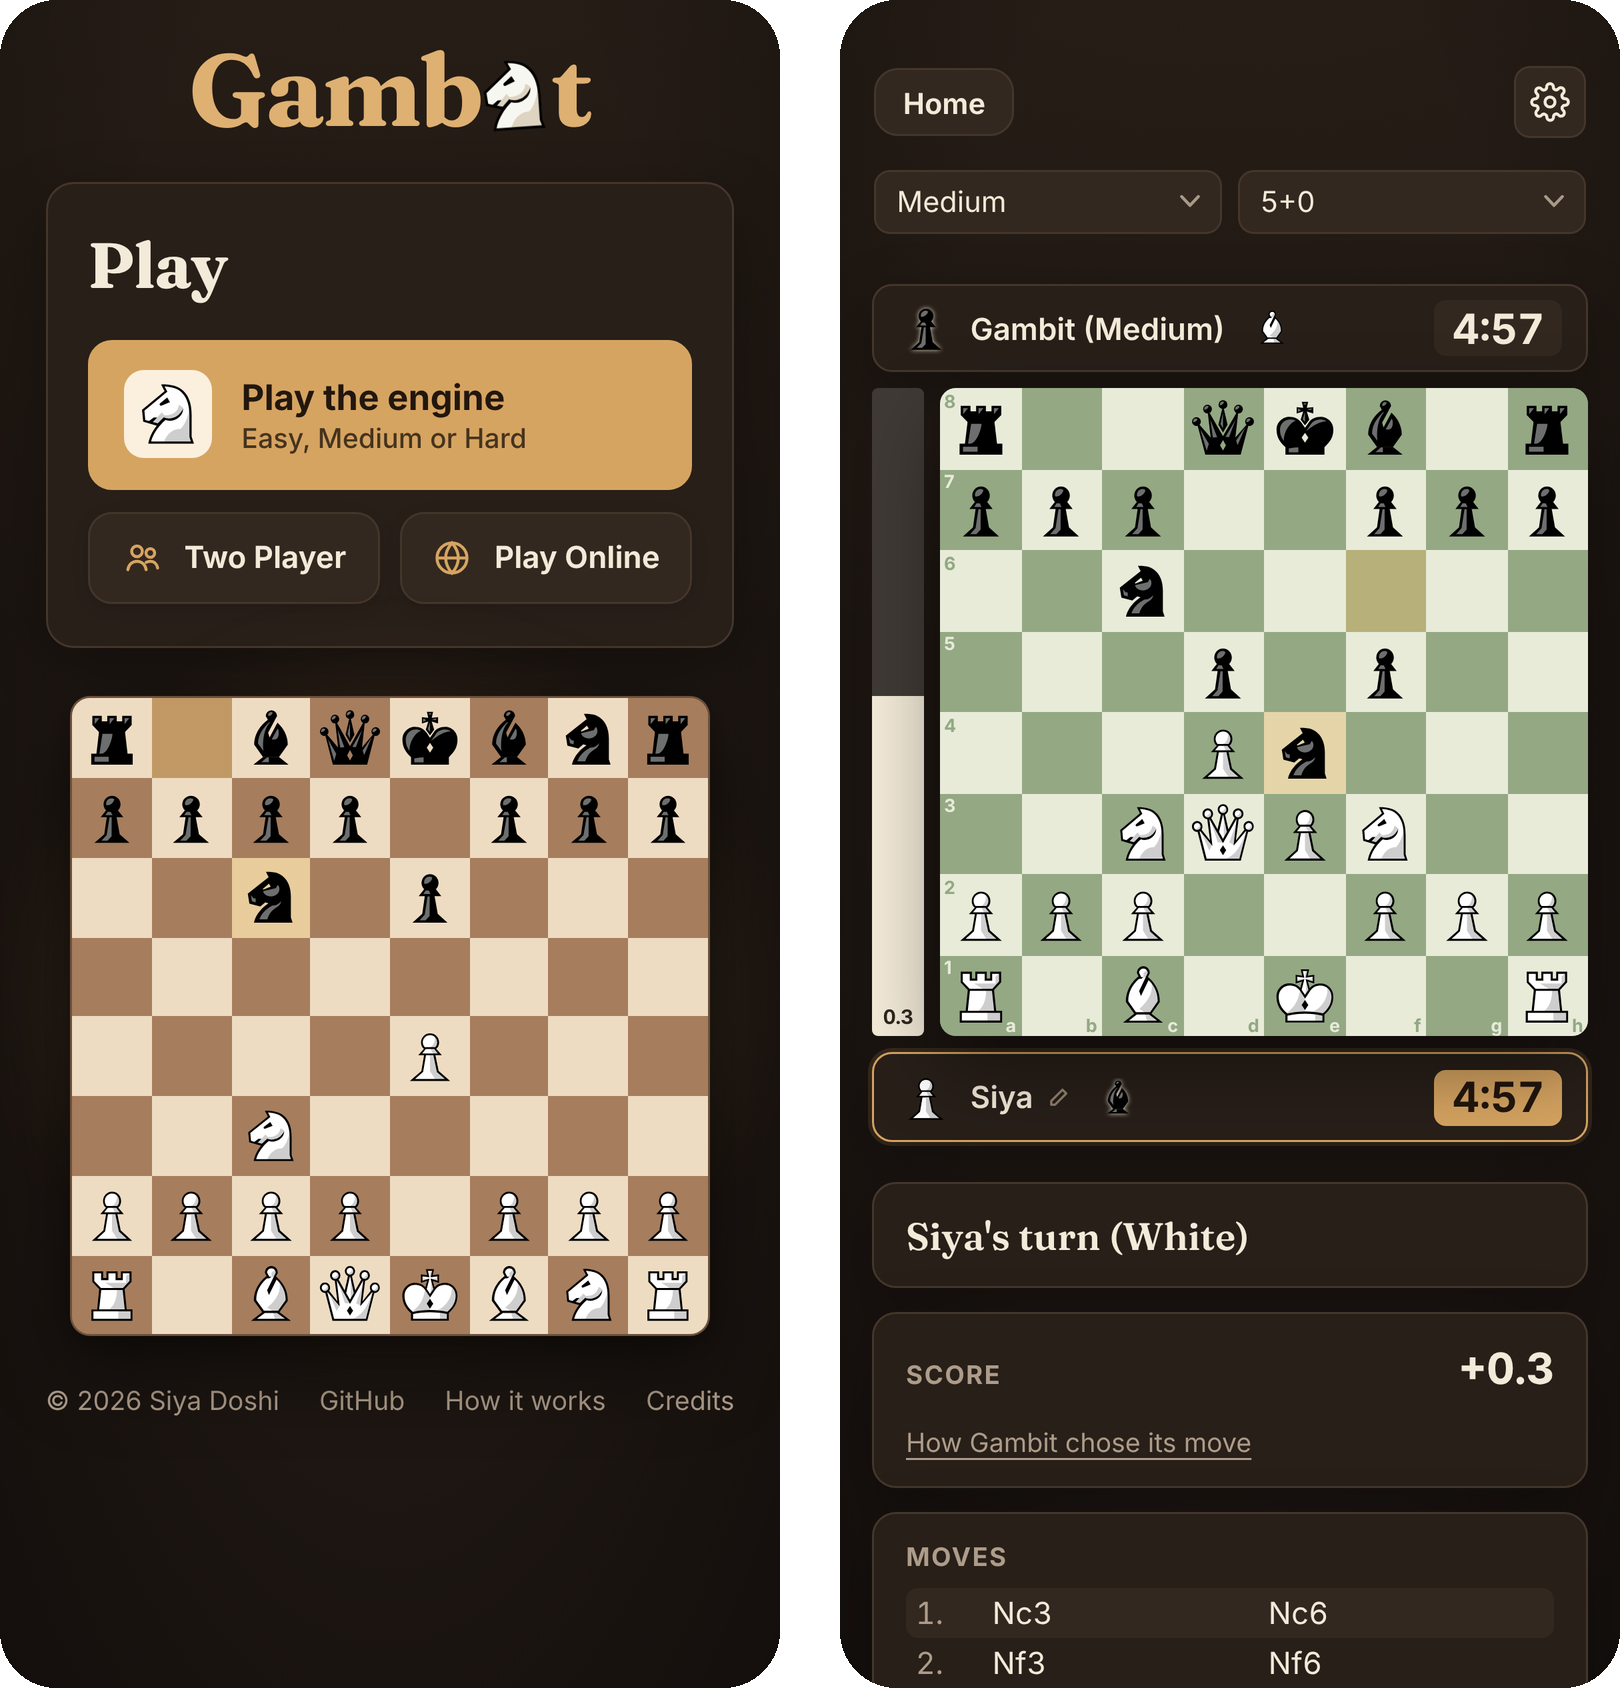 Gambit
Play
Play the engine
Easy, Medium or Hard
Two Player
Play Online
© 2026 Siya Doshi GitHub How it works Credits
Home
Medium
5+0
Gambit (Medium) 4:57
8
7
6
5
4
3
2
1
a b c d e f g h
0.3
Siya 4:57
Siya's turn (White)
SCORE +0.3
How Gambit chose its move
MOVES
1. Nc3 Nc6
2. Nf3 Nf6